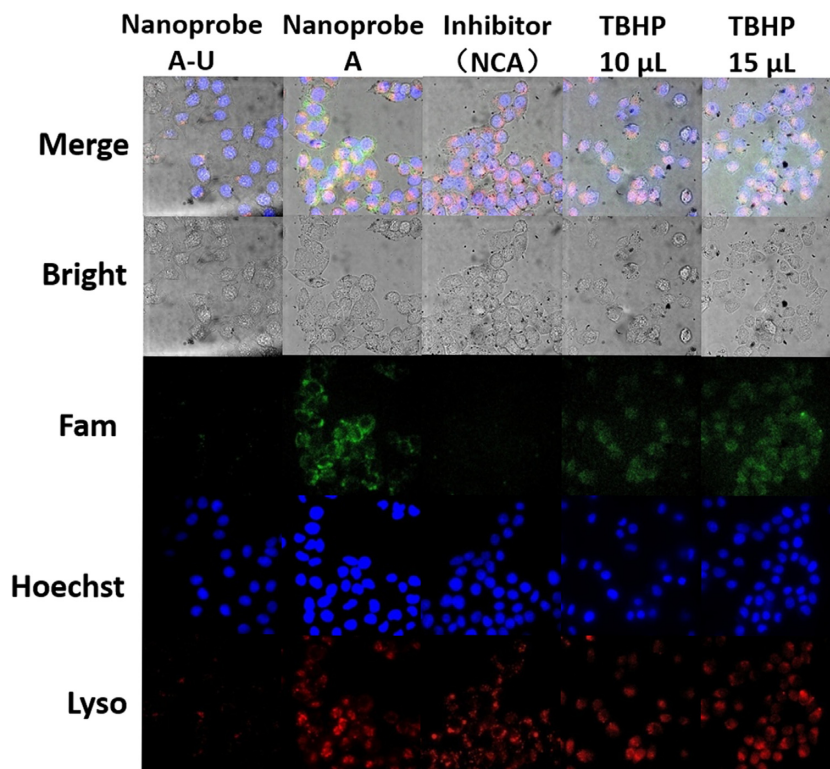 Nanoprobe Nanoprobe Inhibitor TBHP TBHP
A-U A （NCA） 10 μL 15 μL
Merge
Bright
Fam
Hoechst
Lyso